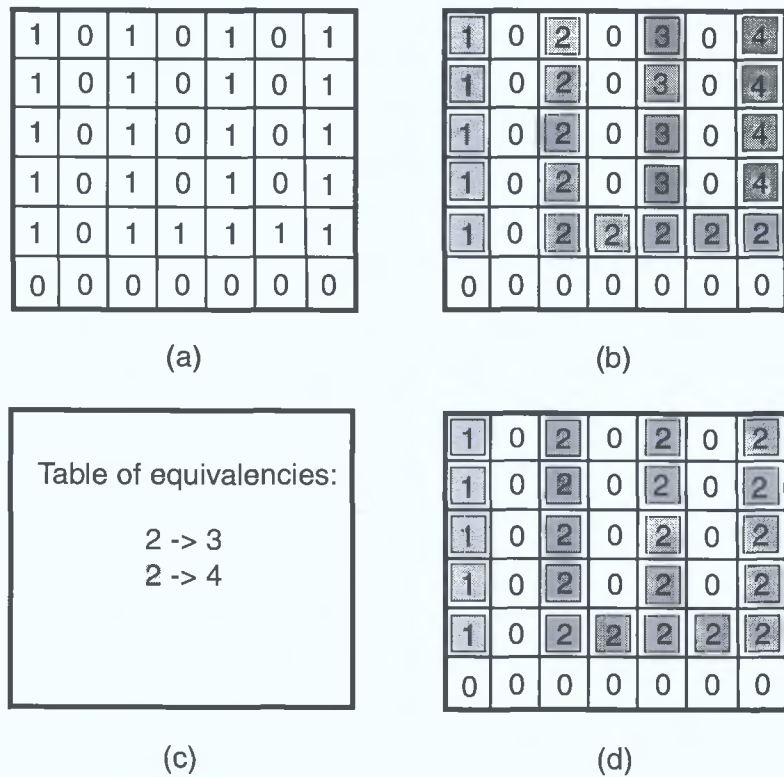 1 0 1 0 1 0 1
1 0 1 0 1 0 1
1 0 1 0 1 0 1
1 0 1 0 1 0 1
1 0 1 1 1 1 1
0 0 0 0 0 0 0
(a)
1 0 2 0 3 0 4
1 0 2 0 3 0 4
1 0 2 0 3 0 4
1 0 2 0 3 0 4
1 0 2 2 2 2 2
0 0 0 0 0 0 0
(b)
Table of equivalencies:
2 -> 3
2 -> 4
(c)
1 0 2 0 2 0 2
1 0 2 0 2 0 2
1 0 2 0 2 0 2
1 0 2 0 2 0 2
1 0 2 2 2 2 2
0 0 0 0 0 0 0
(d)